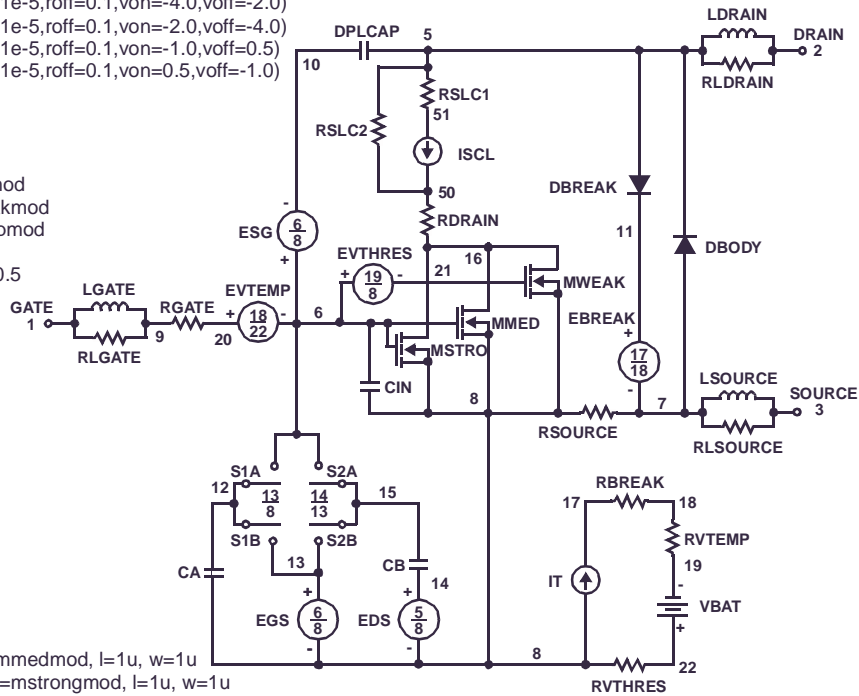 1e-5,roff=0.1,von=-4.0,voff=-2.0)
1e-5,roff=0.1,von=-2.0,voff=-4.0)
1e-5,roff=0.1,von=-1.0,voff=0.5)
1e-5,roff=0.1,von=0.5,voff=-1.0)
LDRAIN
DPLCAP 5
DRAIN
2
10
RLDRAIN
RSLC1
51
RSLC2
ISCL
50
DBREAK
RDRAIN
ESG 6 8
- +
EVTHRES
+ 19 8 -
21
16
11
DBODY
MWEAK
LGATE
GATE
1
RLGATE
9
RGATE
20
EVTEMP
+ 18 22 -
6
MMED
MSTRO
EBREAK
+
17 18
-
CIN
8
RSOURCE
7
LSOURCE
SOURCE
3
RLSOURCE
S1A
S2A
12
13 8
14 13
15
S1B
S2B
13
CA
CB
14
EGS + 6 8 -
EDS + 5 8 -
RBREAK
17
18
RVTEMP
19
IT
-
VBAT
+
8
22
RVTHRES
mod
kmod
omod
0.5
mmedmod, l=1u, w=1u
=mstrongmod, l=1u, w=1u